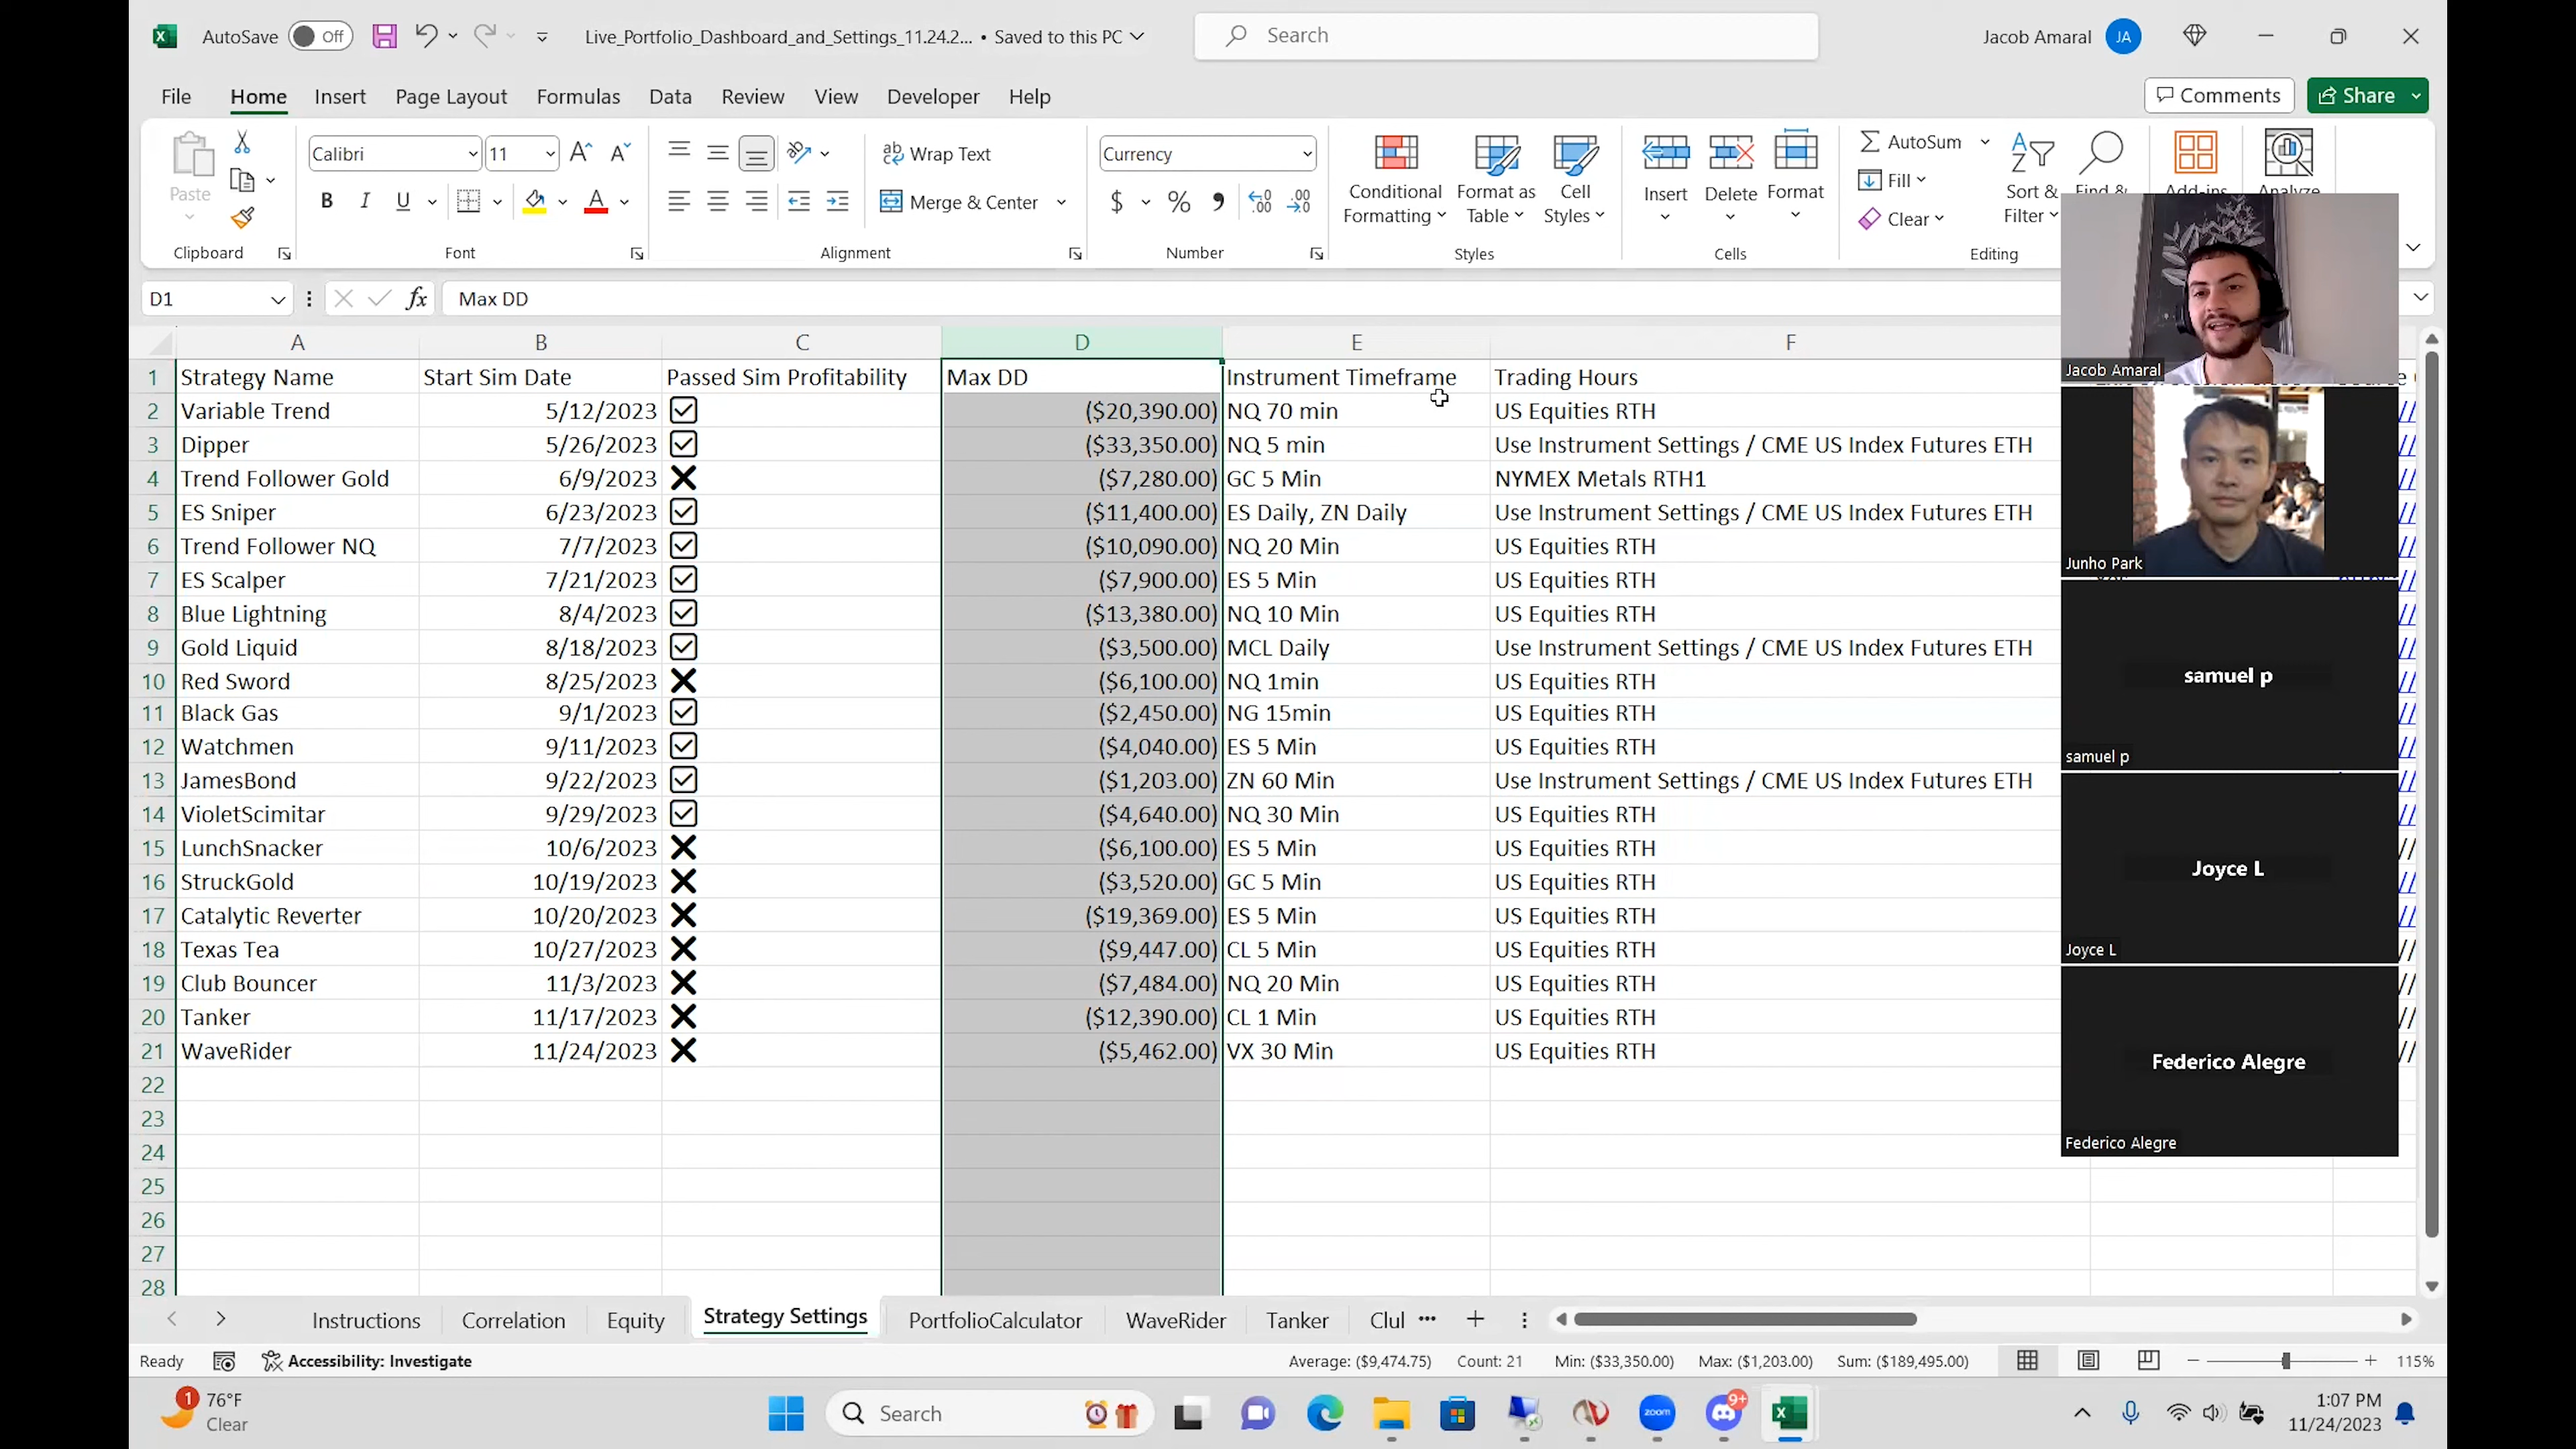 AutoSave Off Live_Portfolio_Dashboard_and_Settings_11.24.2... • Saved to this PC Search Jacob Amaral JA
File Home Insert Page Layout Formulas Data Review View Developer Help Comments Share
Paste Calibri 11 Wrap Text Currency Conditional Formatting Format as Table Cell Styles Insert Delete Format AutoSum Fill Clear Sort & Filter Find & Add-ins Analyze
B I U Merge & Center $ %
Clipboard Font Alignment Number Styles Cells Editing
D1 fx Max DD
A B C D E F
1 Strategy Name Start Sim Date Passed Sim Profitability Max DD Instrument Timeframe Trading Hours
2 Variable Trend 5/12/2023 ($20,390.00) NQ 70 min US Equities RTH
3 Dipper 5/26/2023 ($33,350.00) NQ 5 min Use Instrument Settings / CME US Index Futures ETH
4 Trend Follower Gold 6/9/2023 ($7,280.00) GC 5 Min NYMEX Metals RTH1
5 ES Sniper 6/23/2023 ($11,400.00) ES Daily, ZN Daily Use Instrument Settings / CME US Index Futures ETH
6 Trend Follower NQ 7/7/2023 ($10,090.00) NQ 20 Min US Equities RTH
7 ES Scalper 7/21/2023 ($7,900.00) ES 5 Min US Equities RTH
8 Blue Lightning 8/4/2023 ($13,380.00) NQ 10 Min US Equities RTH
9 Gold Liquid 8/18/2023 ($3,500.00) MCL Daily Use Instrument Settings / CME US Index Futures ETH
10 Red Sword 8/25/2023 ($6,100.00) NQ 1min US Equities RTH
11 Black Gas 9/1/2023 ($2,450.00) NG 15min US Equities RTH
12 Watchmen 9/11/2023 ($4,040.00) ES 5 Min US Equities RTH
13 JamesBond 9/22/2023 ($1,203.00) ZN 60 Min Use Instrument Settings / CME US Index Futures ETH
14 VioletScimitar 9/29/2023 ($4,640.00) NQ 30 Min US Equities RTH
15 LunchSnacker 10/6/2023 ($6,100.00) ES 5 Min US Equities RTH
16 StruckGold 10/19/2023 ($3,520.00) GC 5 Min US Equities RTH
17 Catalytic Reverter 10/20/2023 ($19,369.00) ES 5 Min US Equities RTH
18 Texas Tea 10/27/2023 ($9,447.00) CL 5 Min US Equities RTH
19 Club Bouncer 11/3/2023 ($7,484.00) NQ 20 Min US Equities RTH
20 Tanker 11/17/2023 ($12,390.00) CL 1 Min US Equities RTH
21 WaveRider 11/24/2023 ($5,462.00) VX 30 Min US Equities RTH
22
23
24
25
26
27
28
Jacob Amaral
Junho Park
samuel p
samuel p
Joyce L
Joyce L
Federico Alegre
Federico Alegre
Instructions Correlation Equity Strategy Settings PortfolioCalculator WaveRider Tanker Clul ...
Ready Accessibility: Investigate Average: ($9,474.75) Count: 21 Min: ($33,350.00) Max: ($1,203.00) Sum: ($189,495.00) 115%
1 76°F
Clear
Search
zoom
9+
1:07 PM
11/24/2023